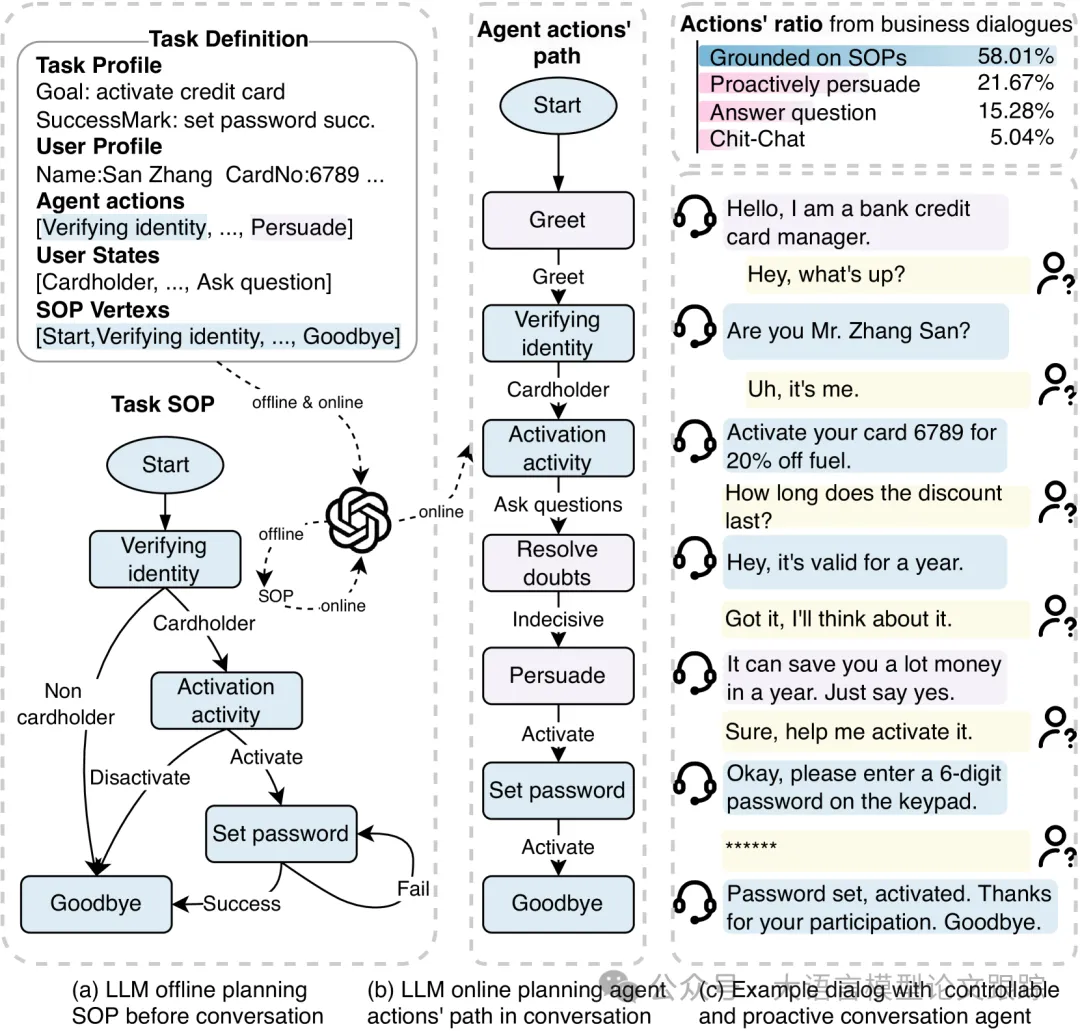 Task Definition
Task Profile
Goal: activate credit card
SuccessMark: set password succ.
User Profile
Name:San Zhang CardNo:6789 ...
Agent actions
[Verifying identity, ..., Persuade]
User States
[Cardholder, ..., Ask question]
SOP Vertexs
[Start,Verifying identity, ..., Goodbye]
Task SOP
offline & online
Start
offline
online
SOP
online
Verifying
identity
Cardholder
Non
cardholder
Activation
activity
Disactivate
Activate
Set password
Fail
Success
Goodbye
(a) LLM offline planning
SOP before conversation
Agent actions'
path
Start
Greet
Greet
Verifying
identity
Cardholder
Activation
activity
Ask questions
Resolve
doubts
Indecisive
Persuade
Activate
Set password
Activate
Goodbye
(b) LLM online planning agent
actions' path in conversation
Actions' ratio from business dialogues
Grounded on SOPs 58.01%
Proactively persuade 21.67%
Answer question 15.28%
Chit-Chat 5.04%
Hello, I am a bank credit
card manager.
Hey, what's up?
Are you Mr. Zhang San?
Uh, it's me.
Activate your card 6789 for
20% off fuel.
How long does the discount
last?
Hey, it's valid for a year.
Got it, I'll think about it.
It can save you a lot money
in a year. Just say yes.
Sure, help me activate it.
Okay, please enter a 6-digit
password on the keypad.
******
Password set, activated. Thanks
for your participation. Goodbye.
(c) Example dialog with controllable
and proactive conversation agent
公众号 · 大语言模型论文跟踪